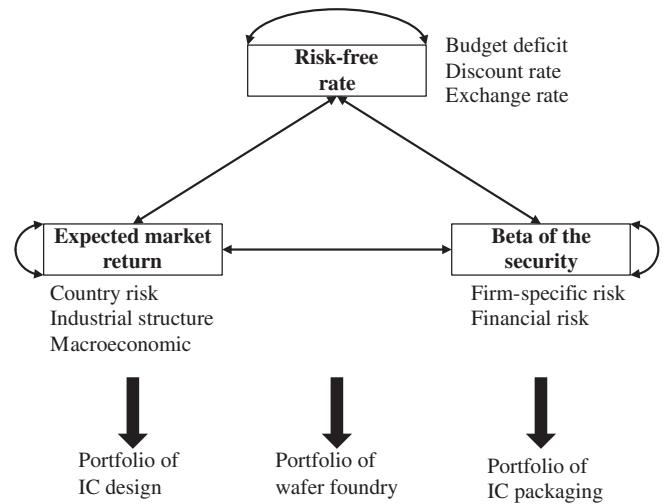 Risk-free
rate
Budget deficit
Discount rate
Exchange rate
Expected market
return
Beta of the
security
Country risk
Industrial structure
Macroeconomic
Firm-specific risk
Financial risk
Portfolio of
IC design
Portfolio of
wafer foundry
Portfolio of
IC packaging